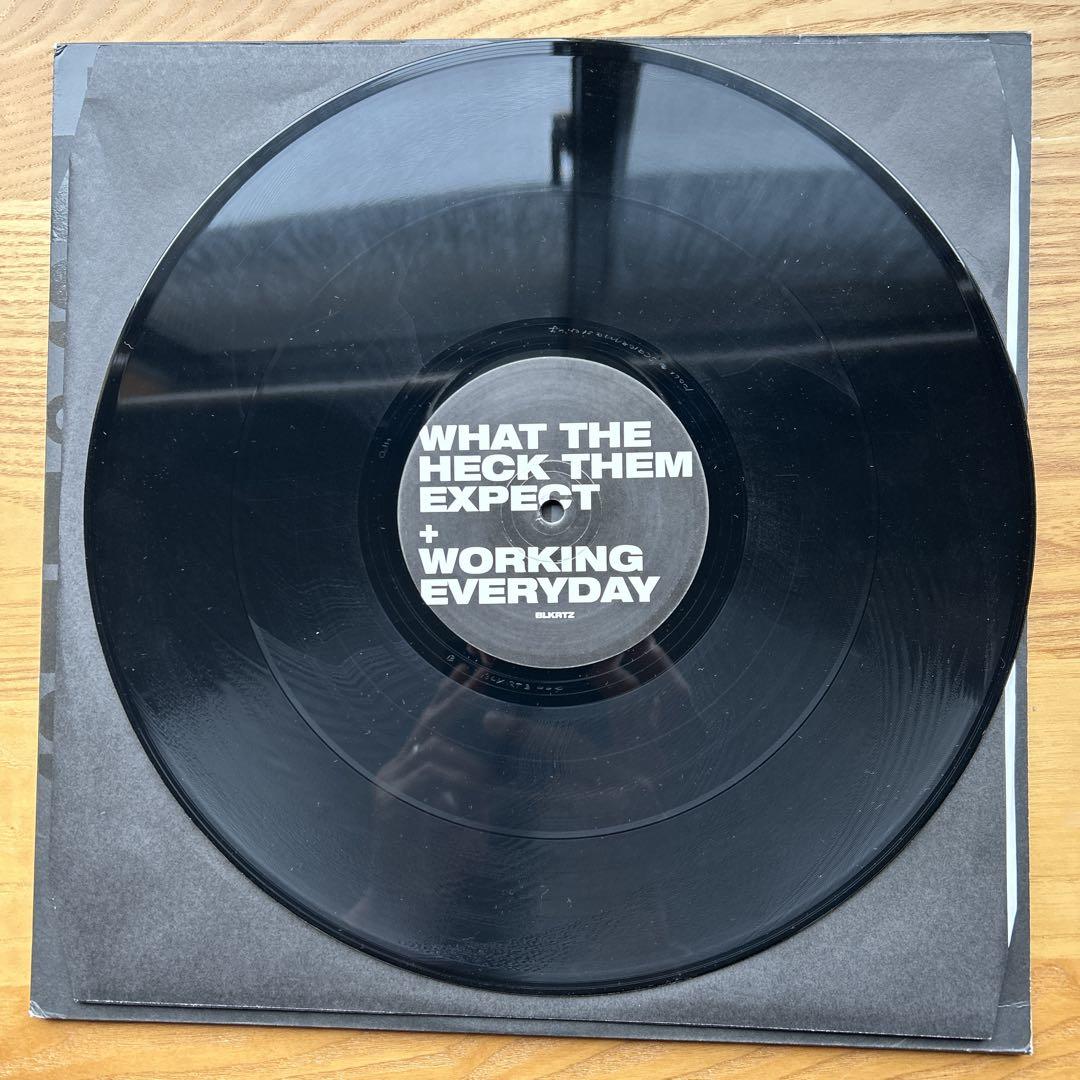 WHAT THE
HECK THEM
EXPECT
+
WORKING
EVERYDAY
BLKRTZ